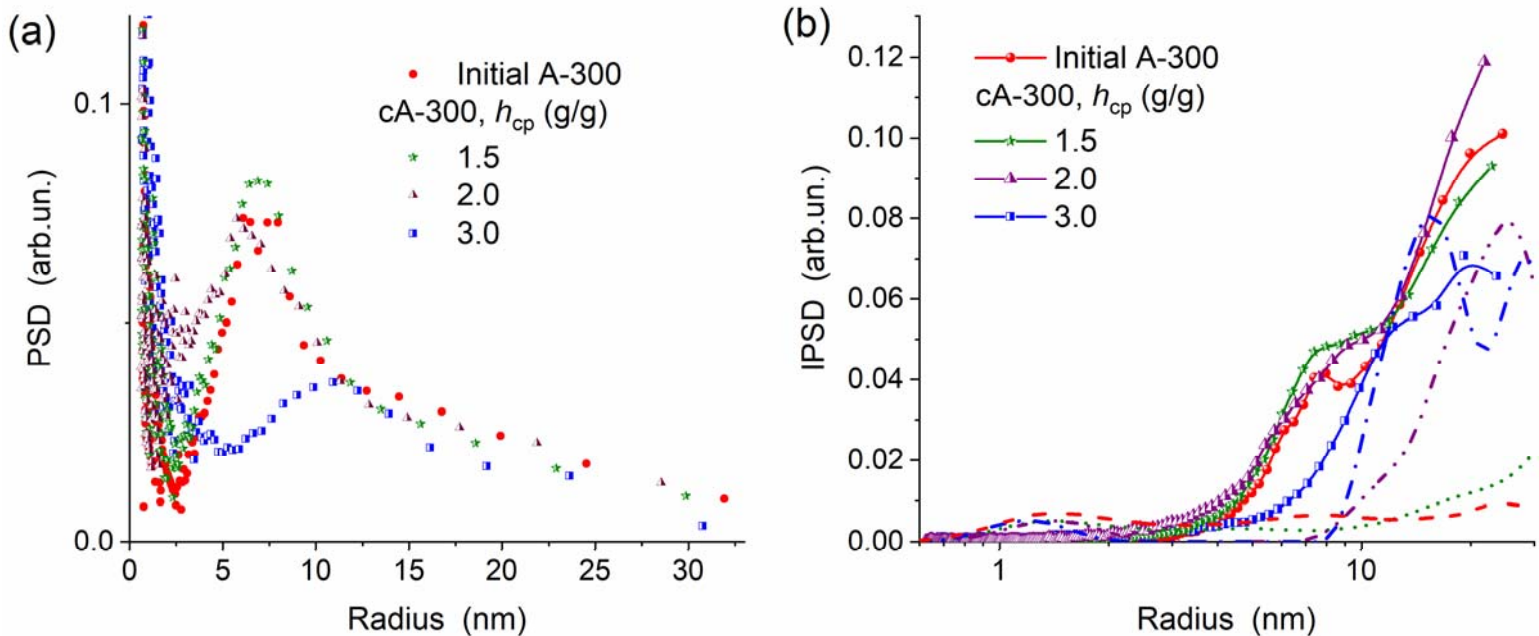 (a)
Initial A-300
cA-300, hcp (g/g)
1.5
2.0
3.0
0.1
0.0
PSD (arb.un.)
0 5 10 15 20 25 30
Radius (nm)
(b)
Initial A-300
cA-300, hcp (g/g)
1.5
2.0
3.0
0.12
0.10
0.08
0.06
0.04
0.02
0.00
IPSD (arb.un.)
1 10
Radius (nm)